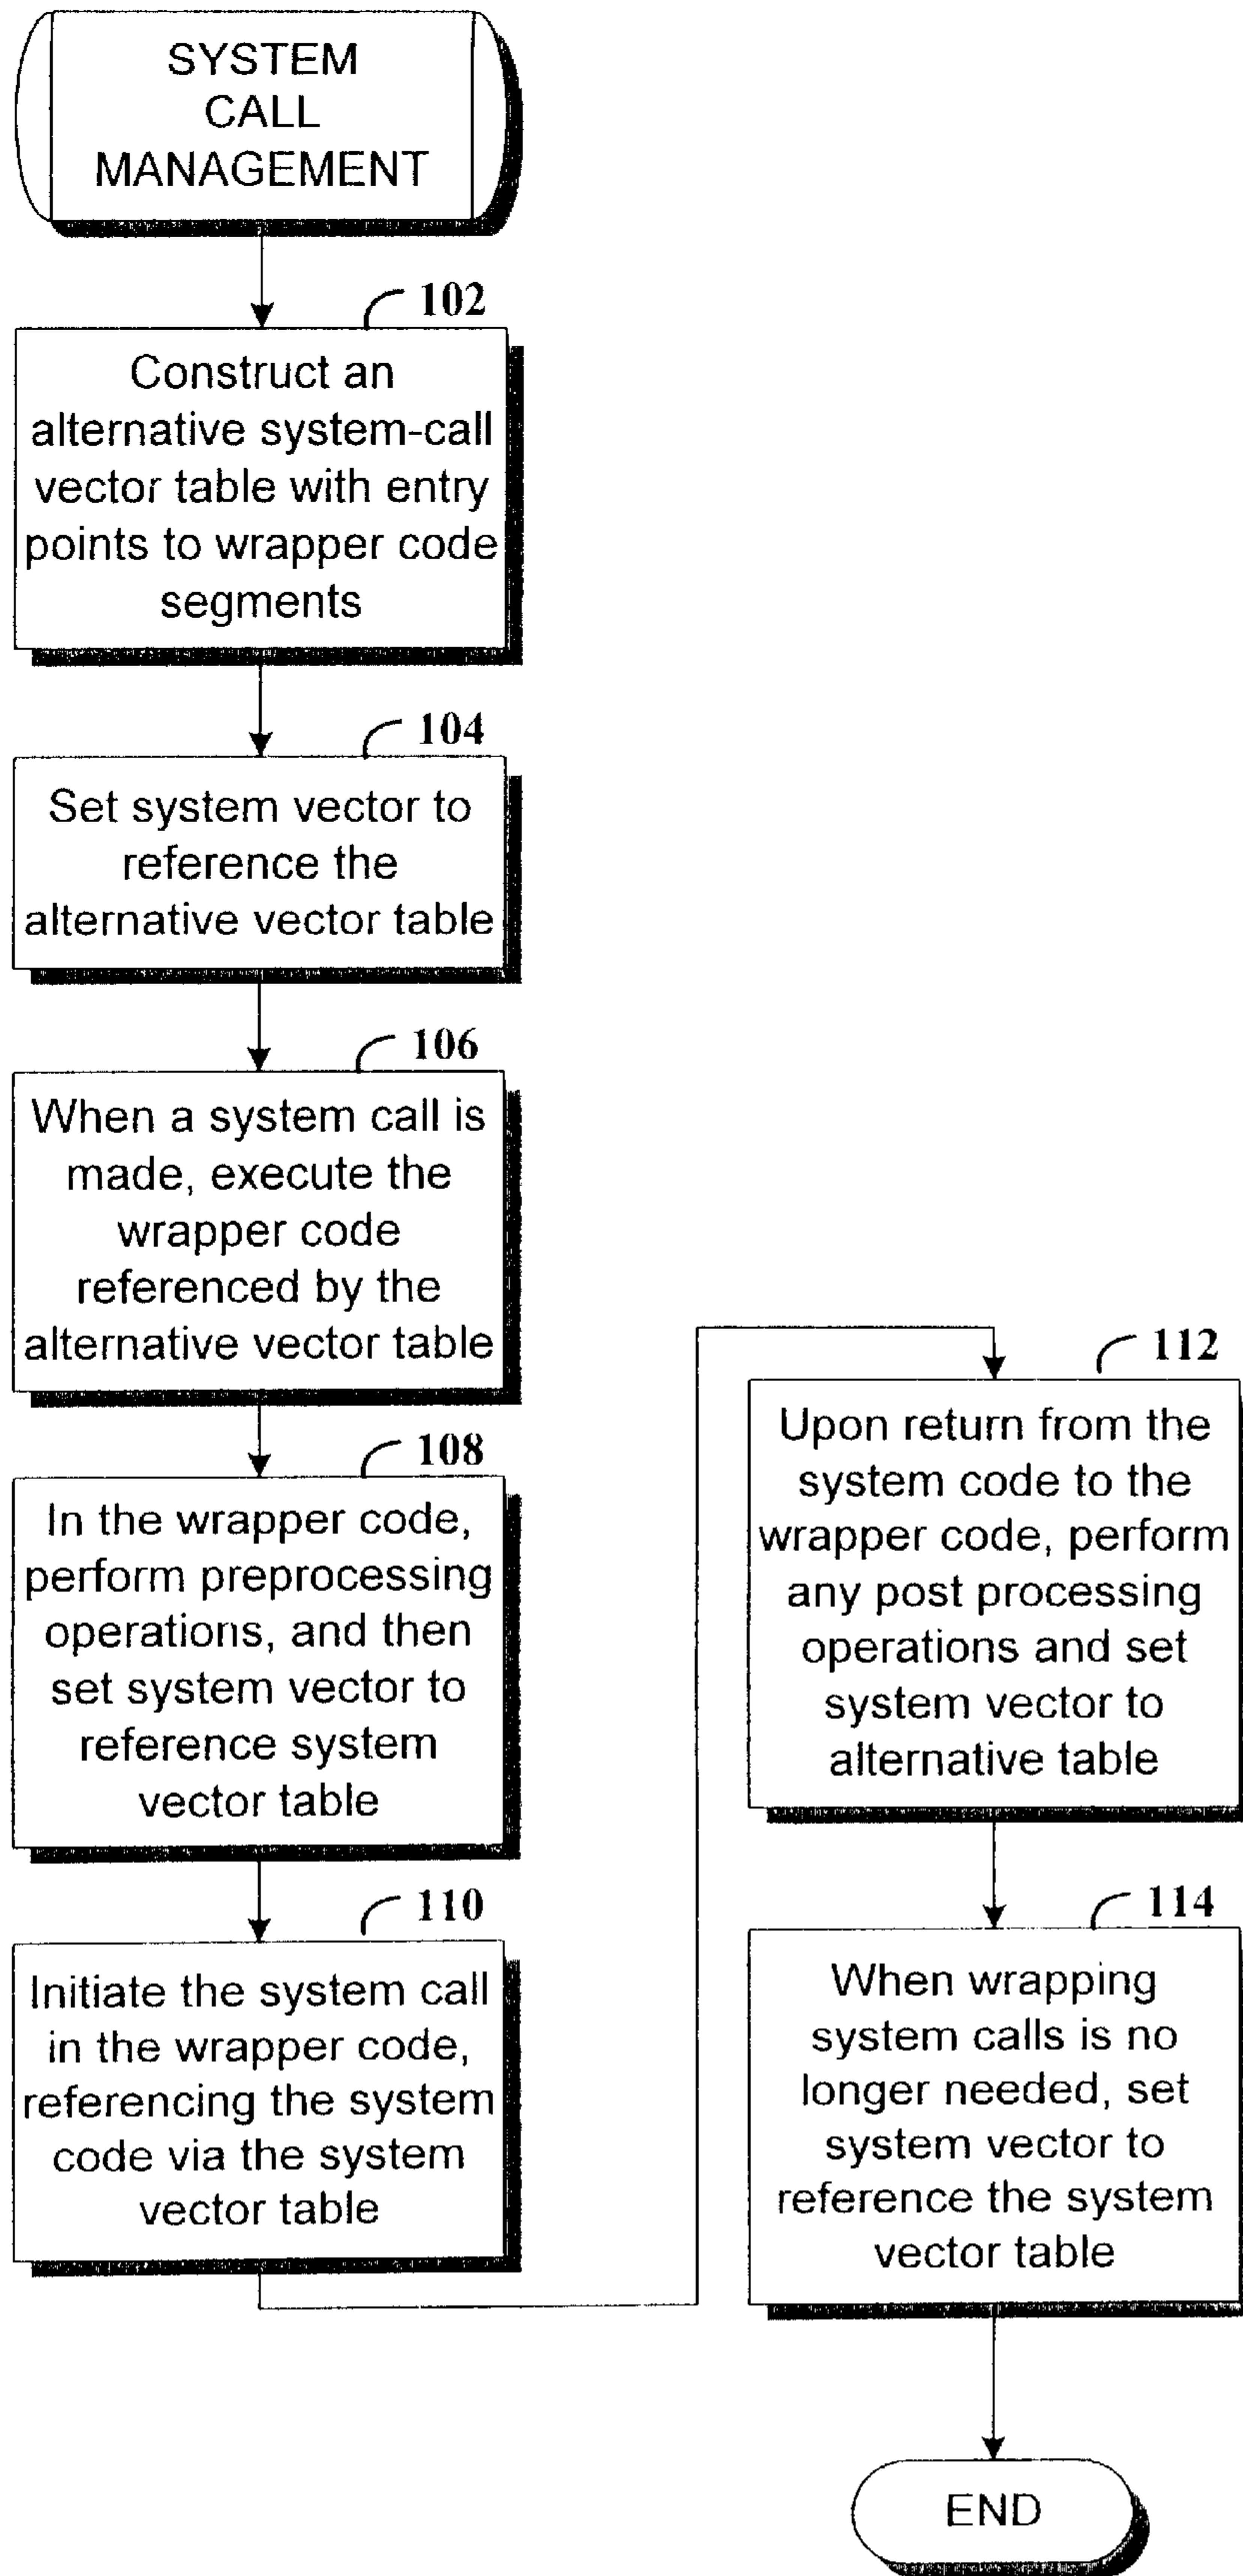 SYSTEM
CALL
MANAGEMENT
102
Construct an
alternative system-call
vector table with entry
points to wrapper code
segments
104
Set system vector to
reference the
alternative vector table
106
When a system call is
made, execute the
wrapper code
referenced by the
alternative vector table
108
In the wrapper code,
perform preprocessing
operations, and then
set system vector to
reference system
vector table
110
Initiate the system call
in the wrapper code,
referencing the system
code via the system
vector table
112
Upon return from the
system code to the
wrapper code, perform
any post processing
operations and set
system vector to
alternative table
114
When wrapping
system calls is no
longer needed, set
system vector to
reference the system
vector table
END